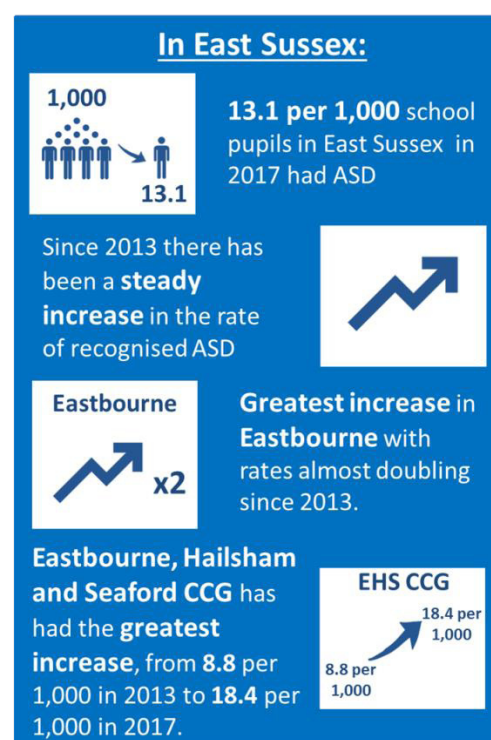 In East Sussex:
1,000
13.1
13.1 per 1,000 school
pupils in East Sussex in
2017 had ASD
Since 2013 there has
been a steady
increase in the rate
of recognised ASD
Eastbourne
x2
Greatest increase in
Eastbourne with
rates almost doubling
since 2013.
Eastbourne, Hailsham
and Seaford CCG has
had the greatest
increase, from 8.8 per
1,000 in 2013 to 18.4 per
1,000 in 2017.
EHS CCG
18.4 per
1,000
8.8 per
1,000